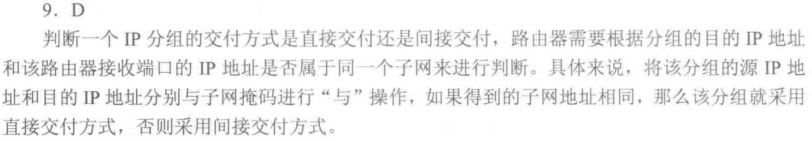 9．D
判断一个 IP 分组的交付方式是直接交付还是间接交付，路由器需要根据分组的目的 IP 地址
和该路由器接收端口的 IP 地址是否属于同一个子网来进行判断。具体来说，将该分组的源 IP 地
址和目的 IP 地址分别与子网掩码进行“与”操作，如果得到的子网地址相同，那么该分组就采用
直接交付方式，否则采用间接交付方式。